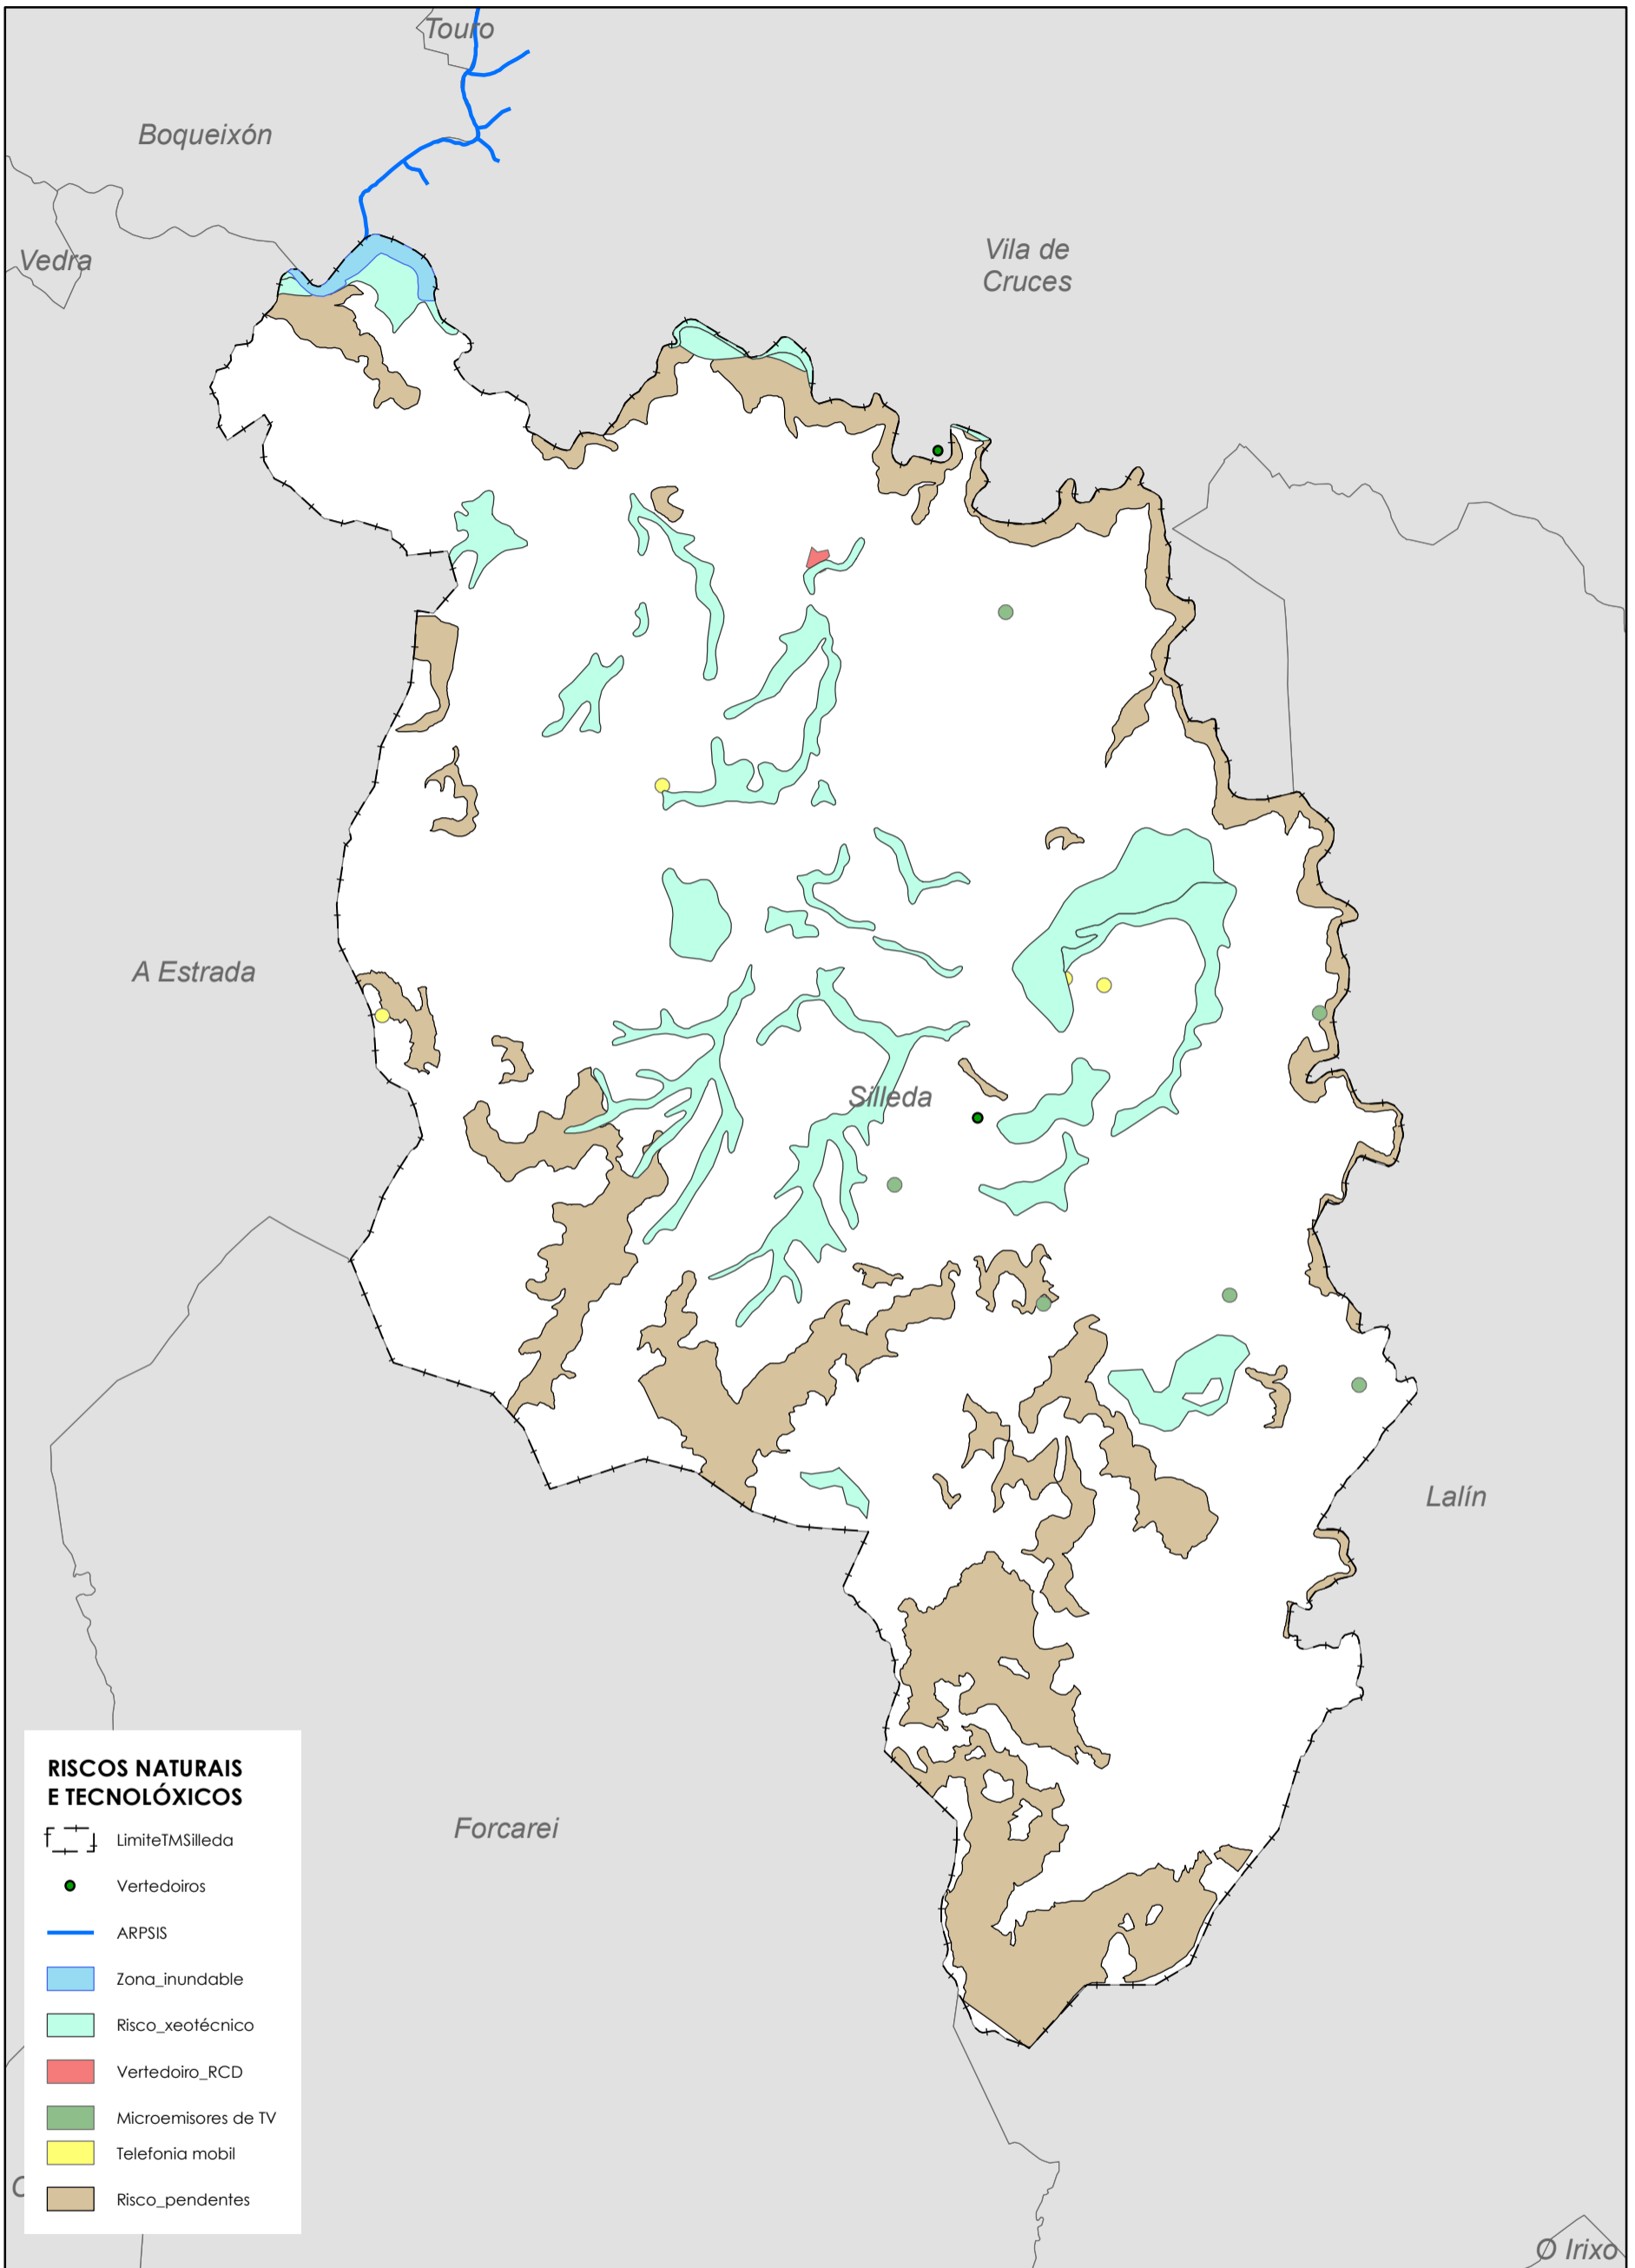 Touro
Boqueixón
Vedra
Vila de
Cruces
A Estrada
Silleda
Lalín
Forcarei
O Irixo
RISCOS NATURAIS
E TECNOLÓXICOS
LimiteTMSilleda
Vertedoiros
ARPSIS
Zona_inundable
Risco_xeotécnico
Vertedoiro_RCD
Microemisores de TV
Telefonia mobil
Risco_pendentes